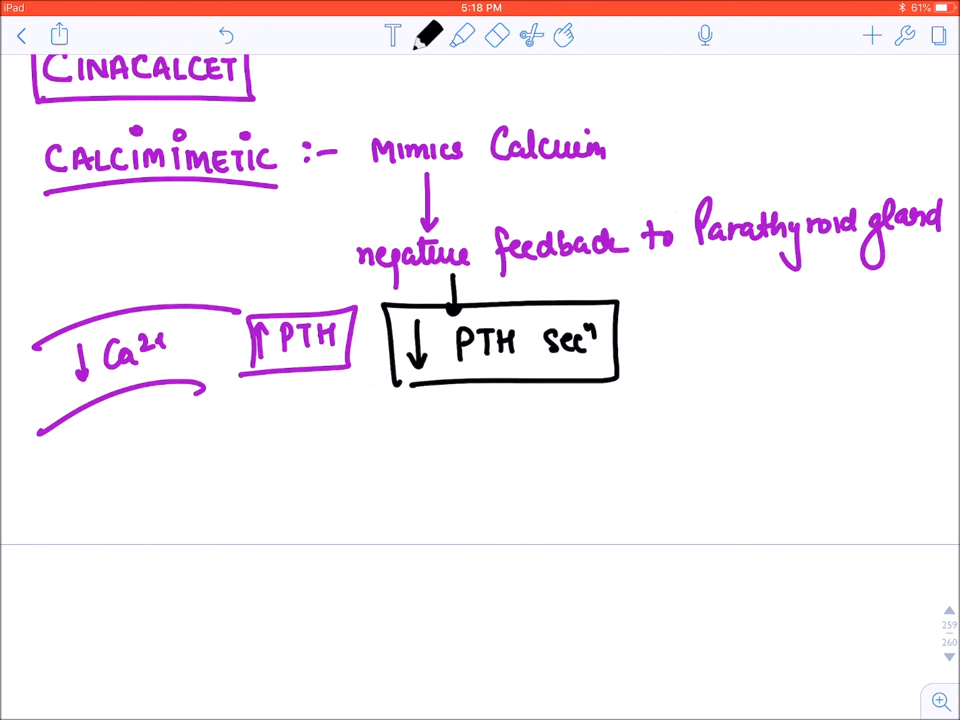 iPad 5:18 PM 61%
T
CINACALCET
CALCIMIMETIC :- Mimics Calcuim
negative feedback to Parathyroid gland
↓ Ca²⁺ ↑ PTH ↓ PTH secⁿ
259
260